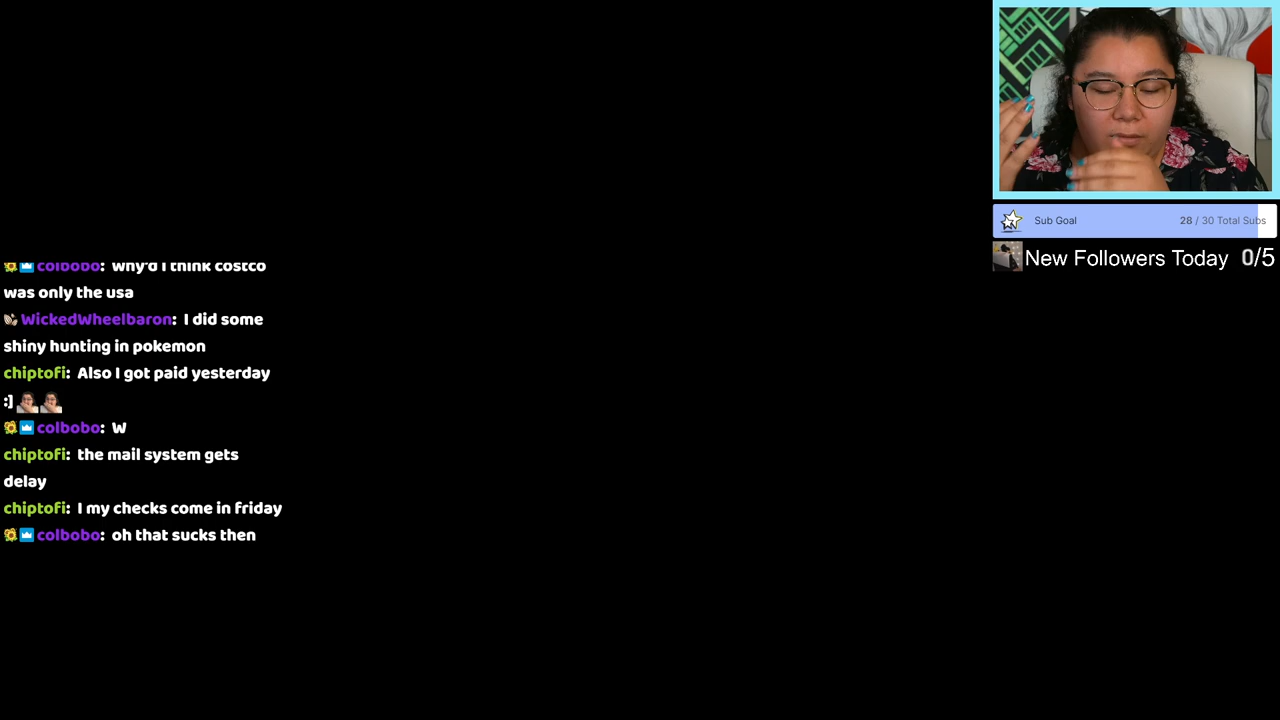 colbobo: why'd I think costco
was only the usa
WickedWheelbaron: I did some
shiny hunting in pokemon
chiptofi: Also I got paid yesterday
:]
colbobo: W
chiptofi: the mail system gets
delay
chiptofi: I my checks come in friday
colbobo: oh that sucks then
Sub Goal 28 / 30 Total Subs
New Followers Today 0/5